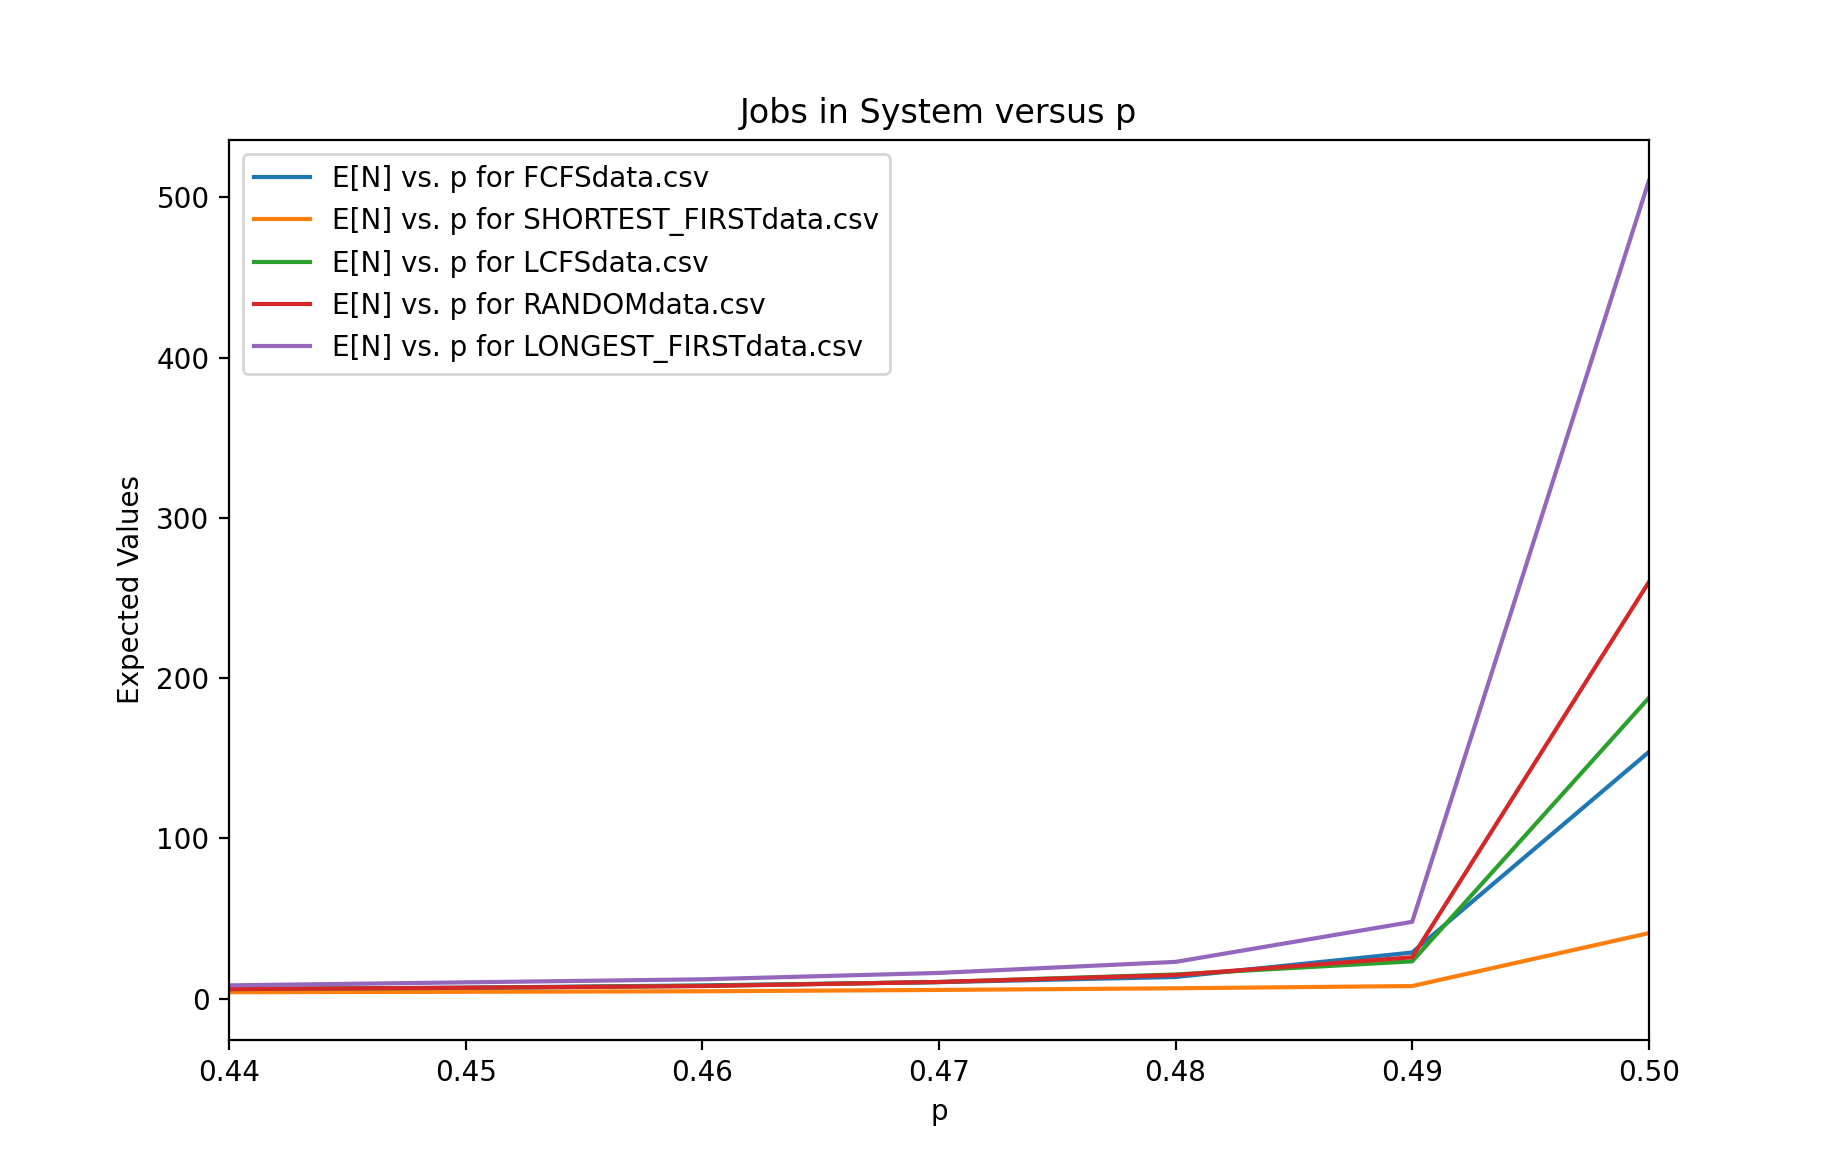 Jobs in System versus p
E[N] vs. p for FCFSdata.csv
E[N] vs. p for SHORTEST_FIRSTdata.csv
E[N] vs. p for LCFSdata.csv
E[N] vs. p for RANDOMdata.csv
E[N] vs. p for LONGEST_FIRSTdata.csv
500
400
300
200
100
0
Expected Values
0.44 0.45 0.46 0.47 0.48 0.49 0.50
p